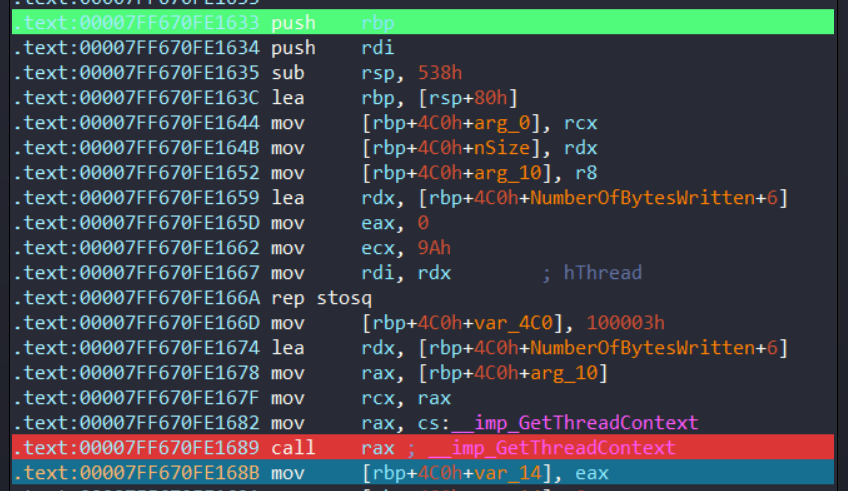 .text:00007FF670FE1633 push rbp
.text:00007FF670FE1634 push rdi
.text:00007FF670FE1635 sub rsp, 538h
.text:00007FF670FE163C lea rbp, [rsp+80h]
.text:00007FF670FE1644 mov [rbp+4C0h+arg_0], rcx
.text:00007FF670FE164B mov [rbp+4C0h+nSize], rdx
.text:00007FF670FE1652 mov [rbp+4C0h+arg_10], r8
.text:00007FF670FE1659 lea rdx, [rbp+4C0h+NumberOfBytesWritten+6]
.text:00007FF670FE165D mov eax, 0
.text:00007FF670FE1662 mov ecx, 9Ah
.text:00007FF670FE1667 mov rdi, rdx ; hThread
.text:00007FF670FE166A rep stosq
.text:00007FF670FE166D mov [rbp+4C0h+var_4C0], 100003h
.text:00007FF670FE1674 lea rdx, [rbp+4C0h+NumberOfBytesWritten+6]
.text:00007FF670FE1678 mov rax, [rbp+4C0h+arg_10]
.text:00007FF670FE167F mov rcx, rax
.text:00007FF670FE1682 mov rax, cs:__imp_GetThreadContext
.text:00007FF670FE1689 call rax ; __imp_GetThreadContext
.text:00007FF670FE168B mov [rbp+4C0h+var_14], eax